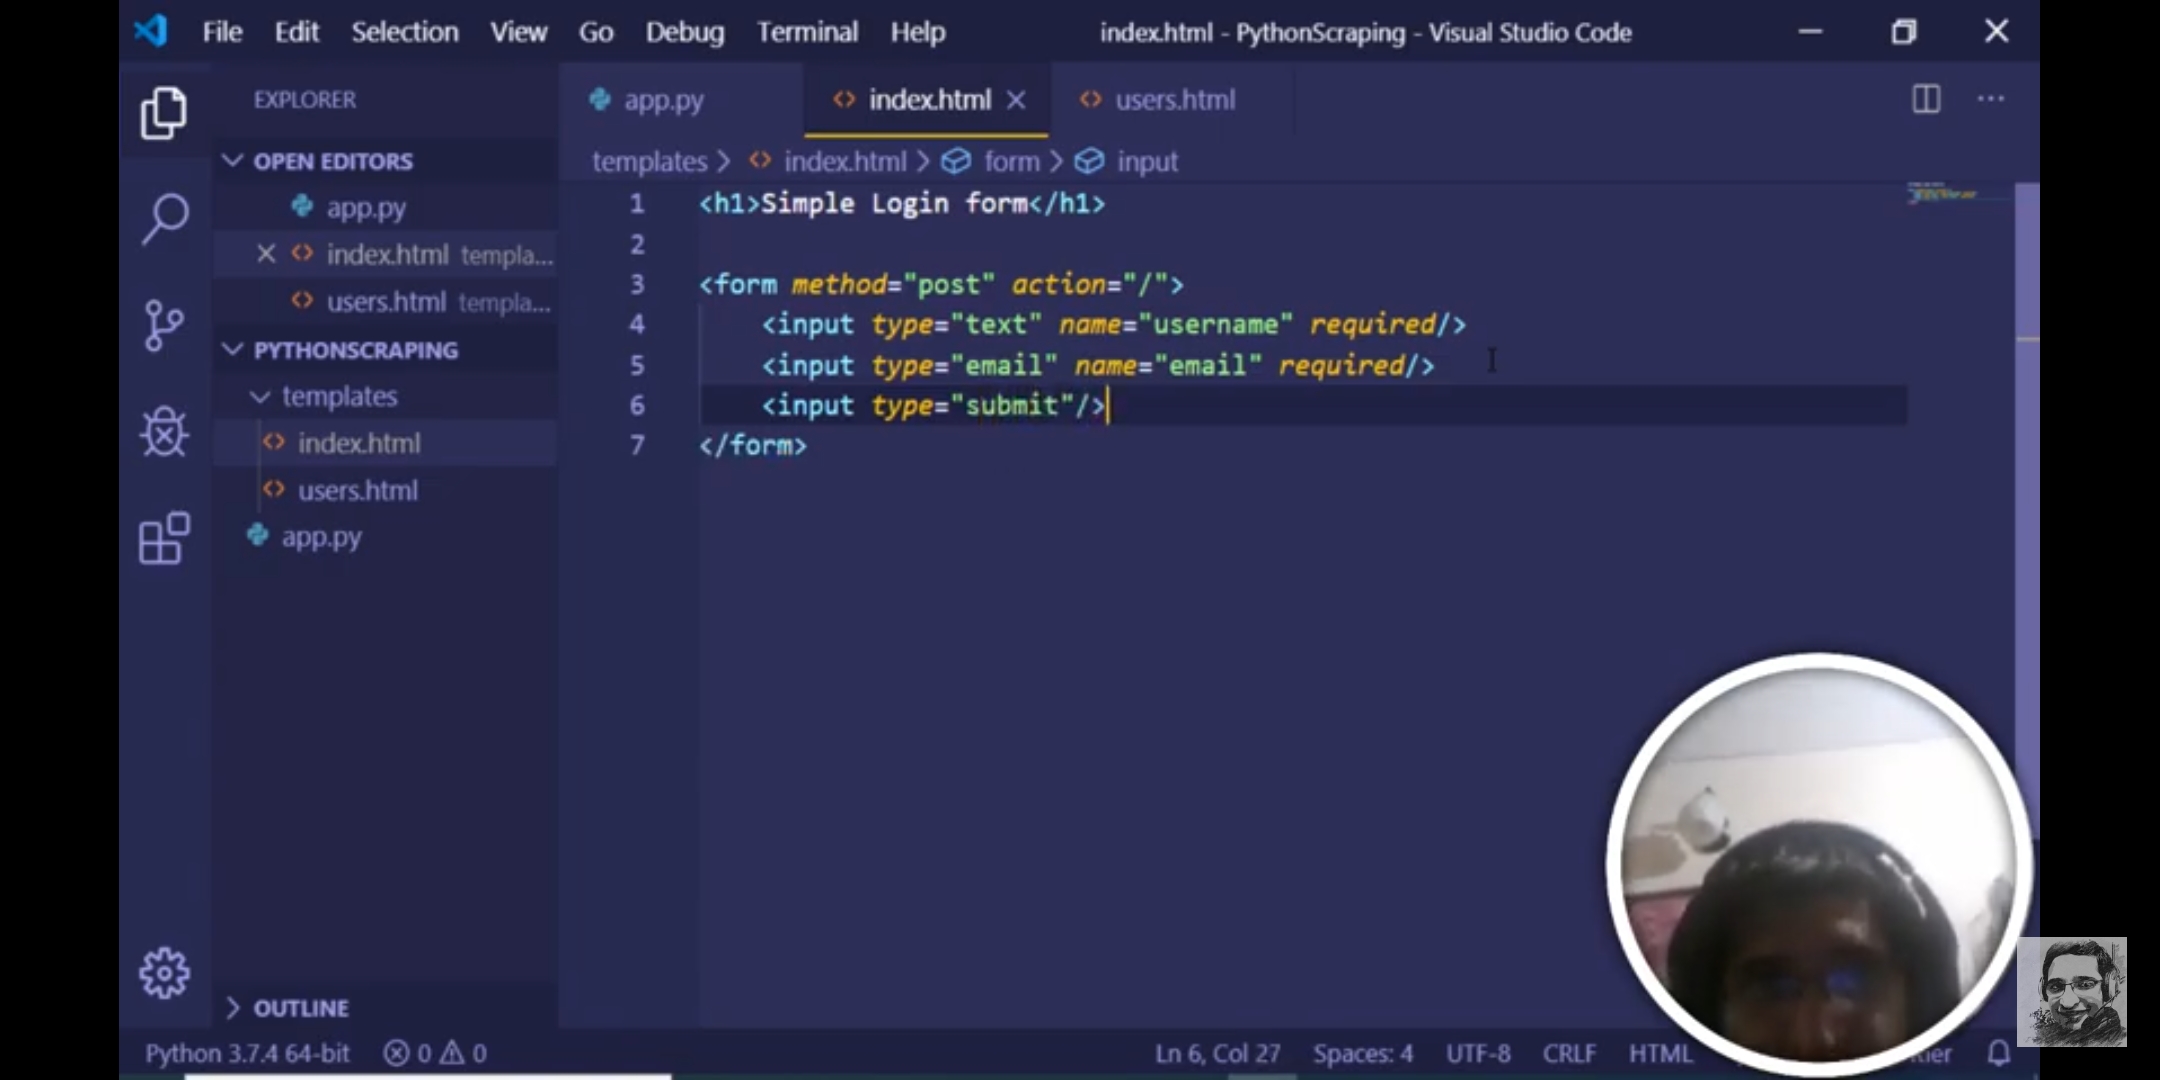 File Edit Selection View Go Debug Terminal Help index.html - PythonScraping - Visual Studio Code
EXPLORER
OPEN EDITORS
app.py
index.html templa...
users.html templa...
PYTHONSCRAPING
templates
index.html
users.html
app.py
OUTLINE
app.py index.html users.html
templates > index.html > form > input
1 <h1>Simple Login form</h1>
2
3 <form method="post" action="/">
4 <input type="text" name="username" required/>
5 <input type="email" name="email" required/>
6 <input type="submit"/>
7 </form>
Python 3.7.4 64-bit 0 0 Ln 6, Col 27 Spaces: 4 UTF-8 CRLF HTML